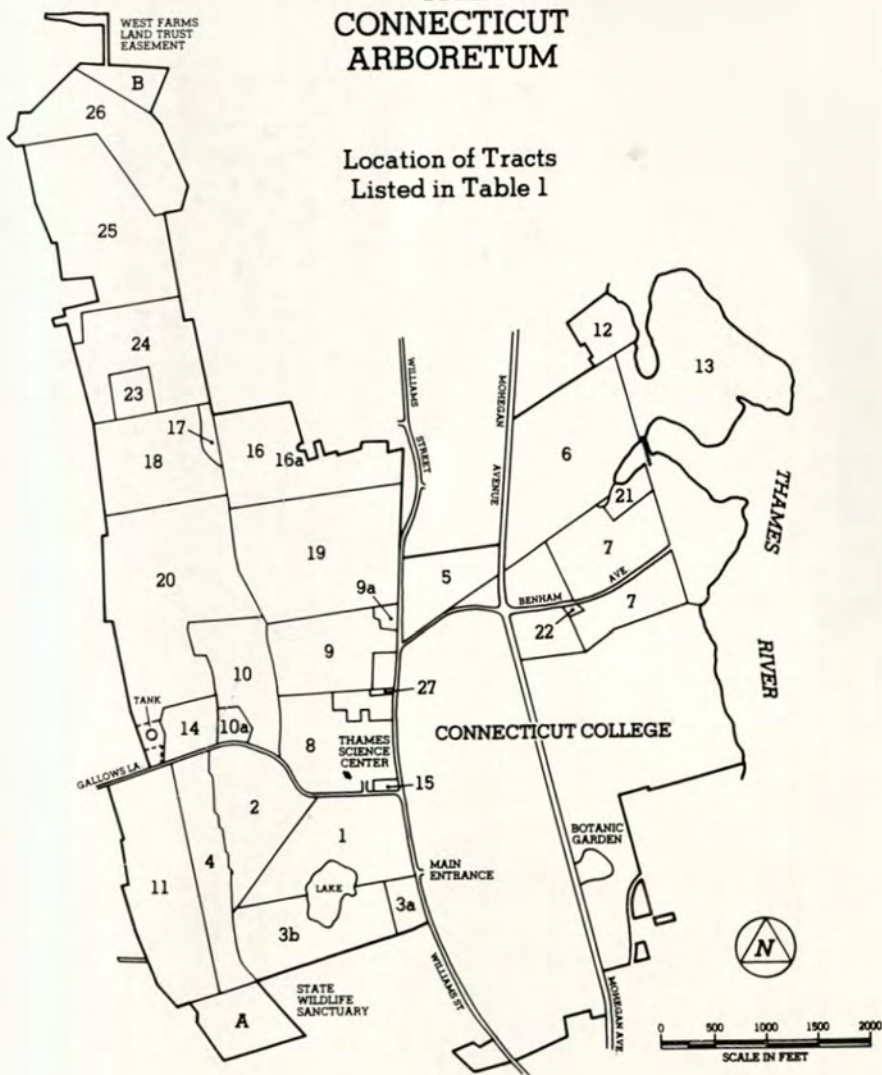 WEST FARMS
LAND TRUST
EASEMENT
CONNECTICUT
ARBORETUM
B
26
Location of Tracts
Listed in Table 1
25
24
23
17
18
16
16a
12
13
WILLIAMS
STREET
MOHEGAN
AVENUE
6
21
THAMES
RIVER
19
20
5
7
BENHAM AVE.
7
22
9a
9
10
27
TANK
14
10a
8
THAMES
SCIENCE
CENTER
CONNECTICUT COLLEGE
15
GALLOWS LA
2
1
4
11
LAKE
MAIN
ENTRANCE
BOTANIC
GARDEN
3a
3b
N
WILLIAMS ST
STATE
WILDLIFE
SANCTUARY
A
MOHEGAN AVE.
0 500 1000 1500 2000
SCALE IN FEET